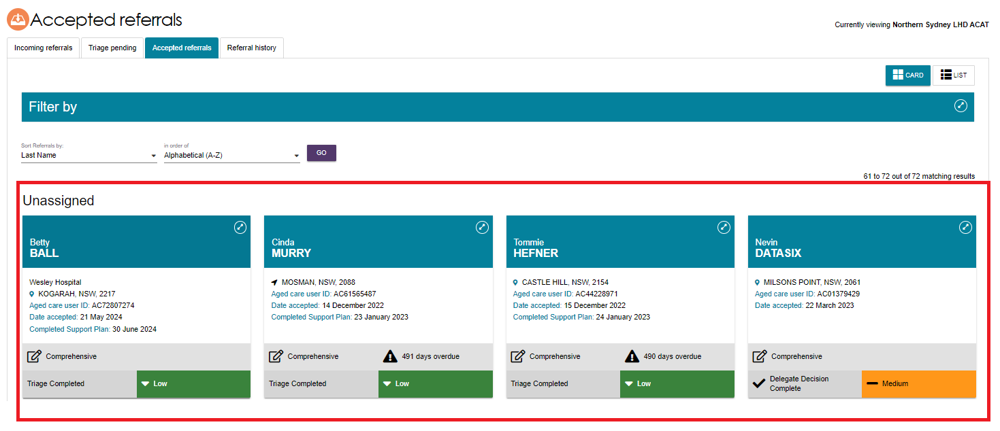 Accepted referrals
Currently viewing Northern Sydney LHD ACAT
Incoming referrals
Triage pending
Accepted referrals
Referral history
CARD
LIST
Filter by
Sort Referrals by:
Last Name
in order of
Alphabetical (A-Z)
GO
61 to 72 out of 72 matching results
Unassigned
Betty
BALL
Wesley Hospital
KOGARAH, NSW, 2217
Aged care user ID: AC72807274
Date accepted: 21 May 2024
Completed Support Plan: 30 June 2024
Comprehensive
Triage Completed
Low
Cinda
MURRY
MOSMAN, NSW, 2088
Aged care user ID: AC61565487
Date accepted: 14 December 2022
Completed Support Plan: 23 January 2023
Comprehensive
491 days overdue
Triage Completed
Low
Tommie
HEFNER
CASTLE HILL, NSW, 2154
Aged care user ID: AC44228971
Date accepted: 15 December 2022
Completed Support Plan: 24 January 2023
Comprehensive
490 days overdue
Triage Completed
Low
Nevin
DATASIX
MILSONS POINT, NSW, 2061
Aged care user ID: AC01379429
Date accepted: 22 March 2023
Comprehensive
Delegate Decision
Complete
Medium